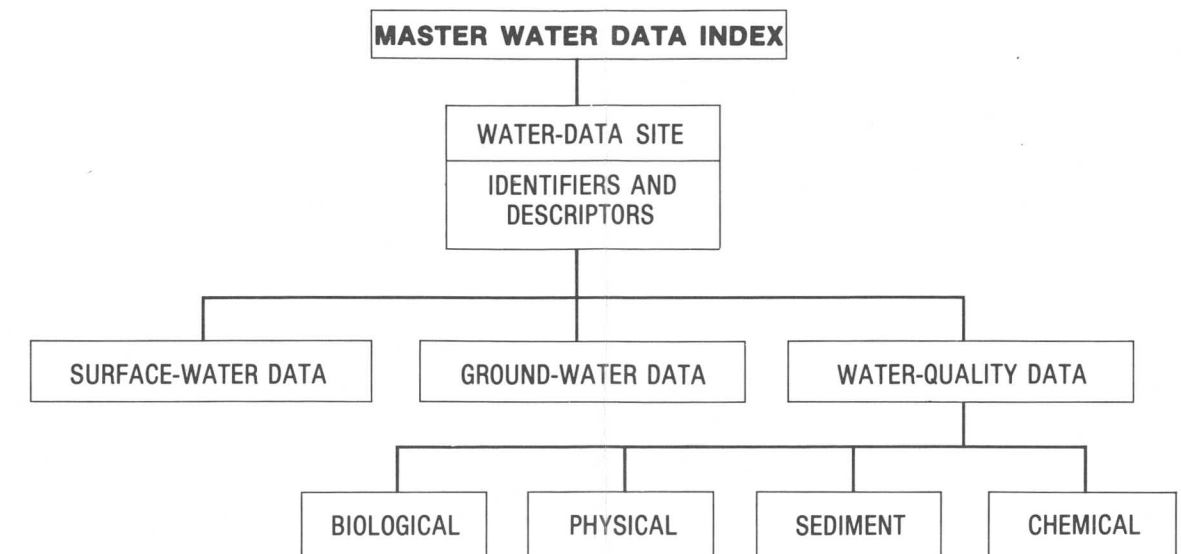 MASTER WATER DATA INDEX
WATER-DATA SITE
IDENTIFIERS AND
DESCRIPTORS
SURFACE-WATER DATA
GROUND-WATER DATA
WATER-QUALITY DATA
BIOLOGICAL
PHYSICAL
SEDIMENT
CHEMICAL